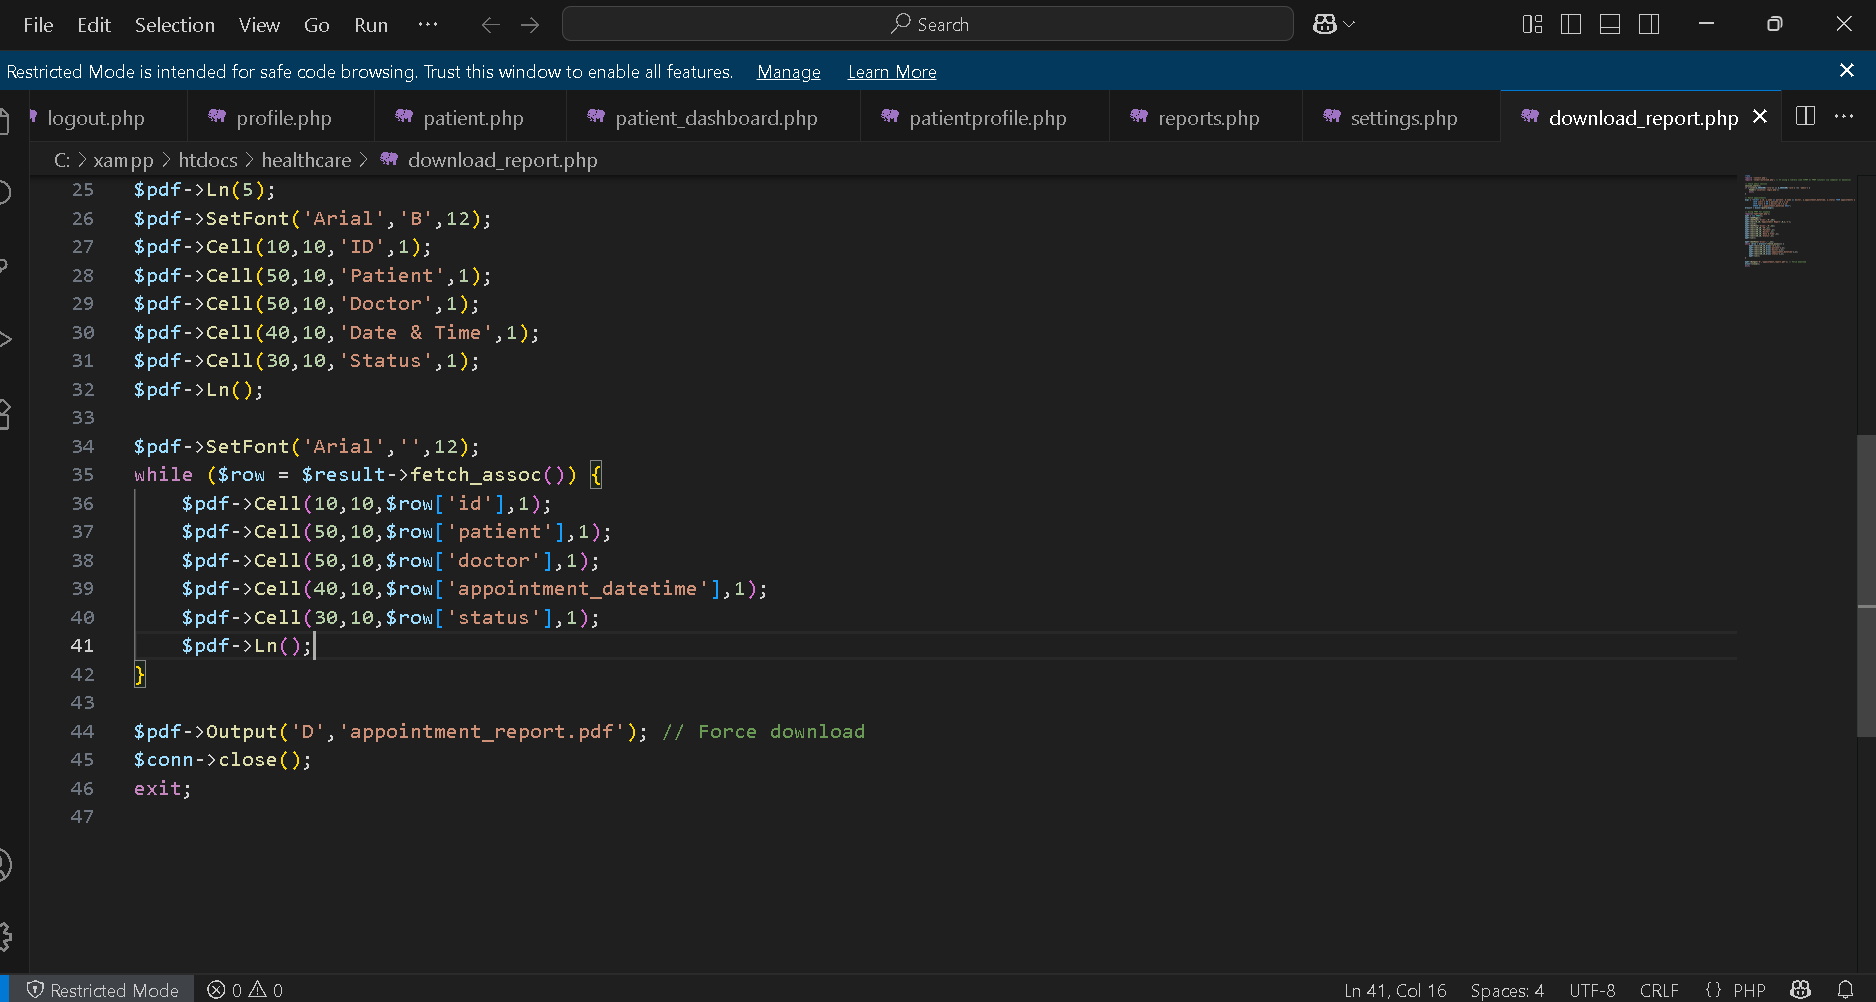 File Edit Selection View Go Run ··· Search
Restricted Mode is intended for safe code browsing. Trust this window to enable all features. Manage Learn More
logout.php profile.php patient.php patient_dashboard.php patientprofile.php reports.php settings.php download_report.php
C: > xampp > htdocs > healthcare > download_report.php
25 $pdf->Ln(5);
26 $pdf->SetFont('Arial','B',12);
27 $pdf->Cell(10,10,'ID',1);
28 $pdf->Cell(50,10,'Patient',1);
29 $pdf->Cell(50,10,'Doctor',1);
30 $pdf->Cell(40,10,'Date & Time',1);
31 $pdf->Cell(30,10,'Status',1);
32 $pdf->Ln();
33
34 $pdf->SetFont('Arial','',12);
35 while ($row = $result->fetch_assoc()) {
36     $pdf->Cell(10,10,$row['id'],1);
37     $pdf->Cell(50,10,$row['patient'],1);
38     $pdf->Cell(50,10,$row['doctor'],1);
39     $pdf->Cell(40,10,$row['appointment_datetime'],1);
40     $pdf->Cell(30,10,$row['status'],1);
41     $pdf->Ln();
42 }
43
44 $pdf->Output('D','appointment_report.pdf'); // Force download
45 $conn->close();
46 exit;
47
Restricted Mode 0 0 Ln 41, Col 16 Spaces: 4 UTF-8 CRLF {} PHP